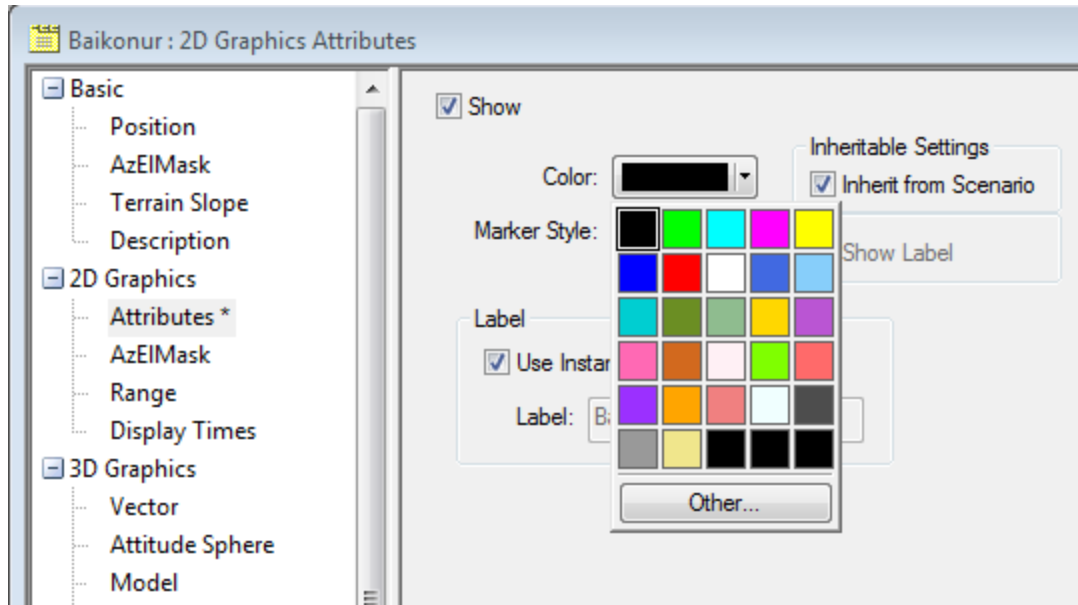 Baikonur : 2D Graphics Attributes
Basic
Position
AzElMask
Terrain Slope
Description
2D Graphics
Attributes *
AzElMask
Range
Display Times
3D Graphics
Vector
Attitude Sphere
Model
Show
Color:
Inheritable Settings
Inherit from Scenario
Marker Style:
Show Label
Label
Use Instan
Label: Ba
Other...